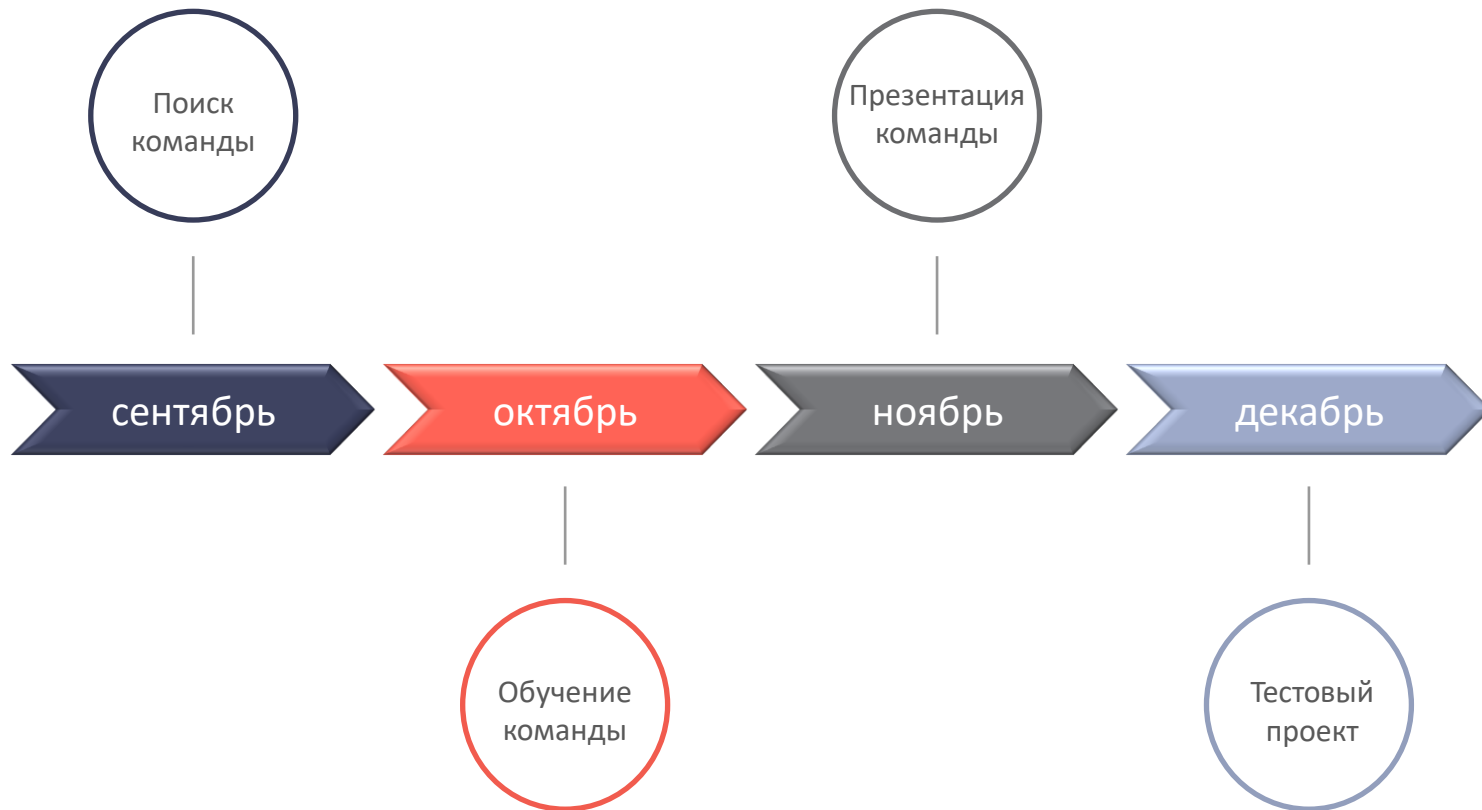 Поиск
команды
Презентация
команды
сентябрь
октябрь
ноябрь
декабрь
Обучение
команды
Тестовый
проект